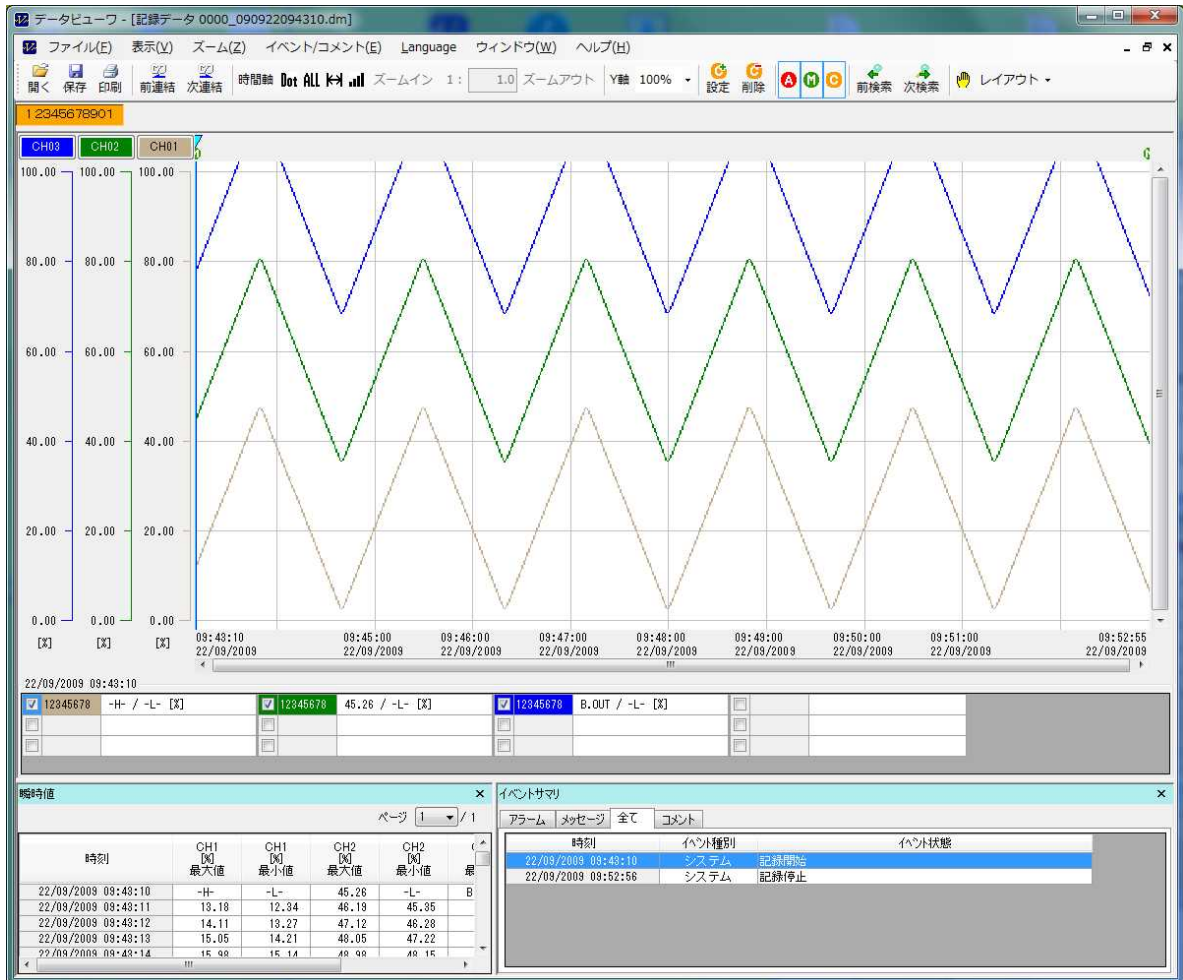 データビューワ - [記録データ 0000_090922094310.dm]
ファイル(F) 表示(V) ズーム(Z) イベント/コメント(E) Language ウィンドウ(W) ヘルプ(H)
開く 保存 印刷 前連結 次連結 時間軸 Dot ALL ズームイン 1 : 1.0 ズームアウト Y軸 100% 設定 削除 A M C 前検索 次検索 レイアウト
12345678901
CH03 CH02 CH01
100.00 100.00 100.00
80.00 80.00 80.00
60.00 60.00 60.00
40.00 40.00 40.00
20.00 20.00 20.00
0.00 0.00 0.00
[%] [%] [%]
09:43:10 09:45:00 09:46:00 09:47:00 09:48:00 09:49:00 09:50:00 09:51:00 09:52:55
22/09/2009 22/09/2009 22/09/2009 22/09/2009 22/09/2009 22/09/2009 22/09/2009 22/09/2009 22/09/2009
22/09/2009 09:43:10
12345678 -H- / -L- [%] 12345678 45.26 / -L- [%] 12345678 B.OUT / -L- [%]
瞬時値
ページ 1 / 1
時刻 CH1 [%] 最大値 CH1 [%] 最小値 CH2 [%] 最大値 CH2 [%] 最小値
22/09/2009 09:43:10 -H- -L- 45.26 -L- B
22/09/2009 09:43:11 13.18 12.34 46.19 45.35
22/09/2009 09:43:12 14.11 13.27 47.12 46.28
22/09/2009 09:43:13 15.05 14.21 48.05 47.22
22/09/2009 09:43:14 15.98 15.14 48.98 48.15
イベントサマリ
アラーム メッセージ 全て コメント
時刻 イベント種別 イベント状態
22/09/2009 09:43:10 システム 記録開始
22/09/2009 09:52:56 システム 記録停止